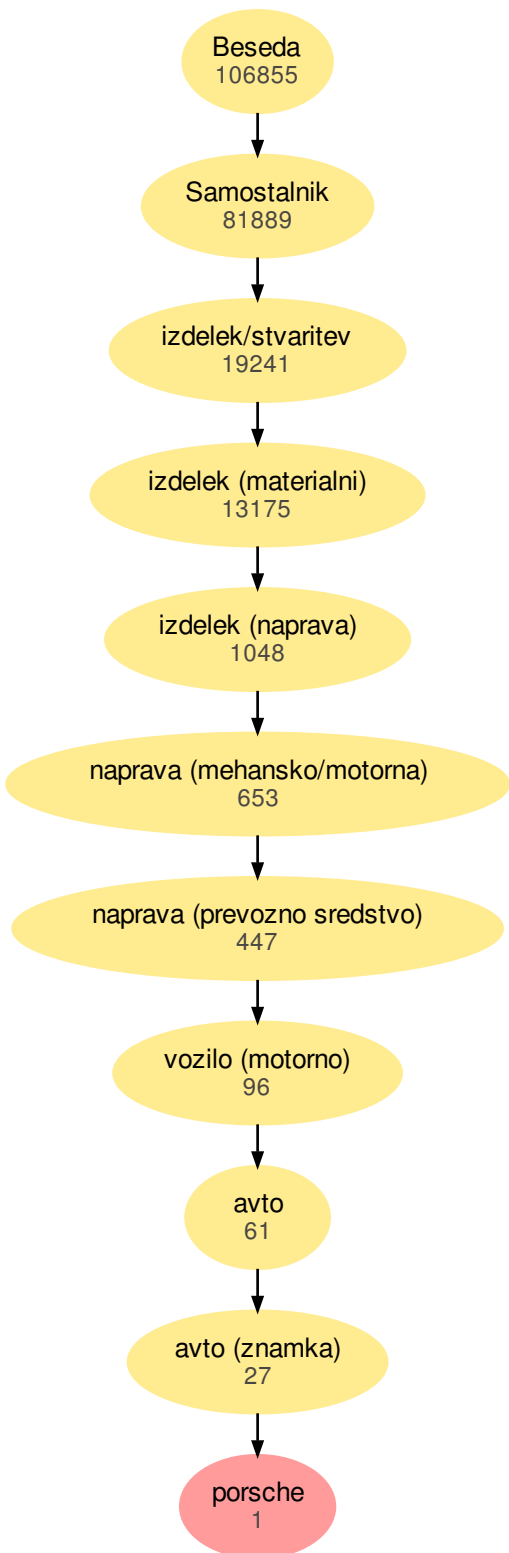 Beseda
106855
Samostalnik
81889
izdelek/stvaritev
19241
izdelek (materialni)
13175
izdelek (naprava)
1048
naprava (mehansko/motorna)
653
naprava (prevozno sredstvo)
447
vozilo (motorno)
96
avto
61
avto (znamka)
27
porsche
1